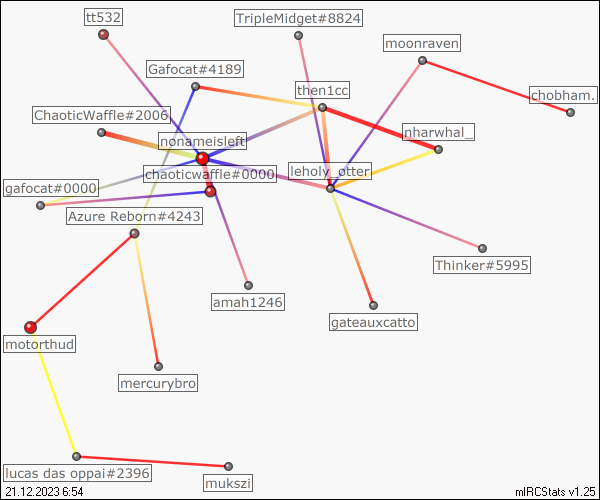 tt532
TripleMidget#8824
moonraven
Gafocat#4189
then1cc
chobham.
ChaoticWaffle#2006
nharwhal_
nonameisleft
chaoticwaffle#0000
leholy_otter
gafocat#0000
Azure Reborn#4243
Thinker#5995
amah1246
gateauxcatto
motorthud
mercurybro
lucas das oppai#2396
mukszi
21.12.2023 6:54
mIRCStats v1.25